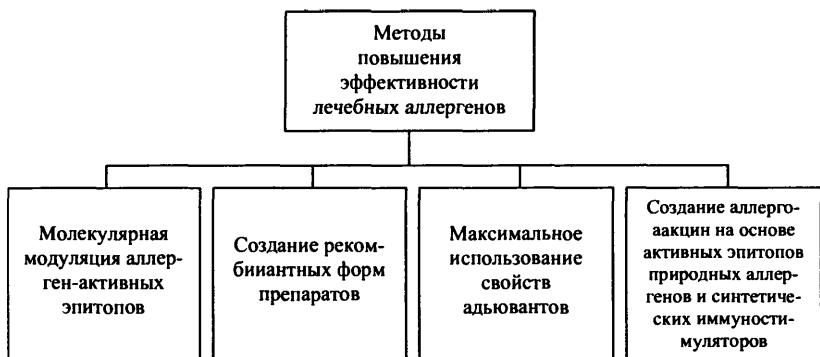 Методы
повышения
эффективности
лечебных аллергенов
Молекулярная
модуляция аллер-
ген-активных
эпитопов
Создание реком-
бииантных форм
препаратов
Максимальное
использование
свойств
адьювантов
Создание аллерго-
аакцин на основе
активных эпитопов
природных аллер-
генов и синтетиче-
ских иммуности-
муляторов